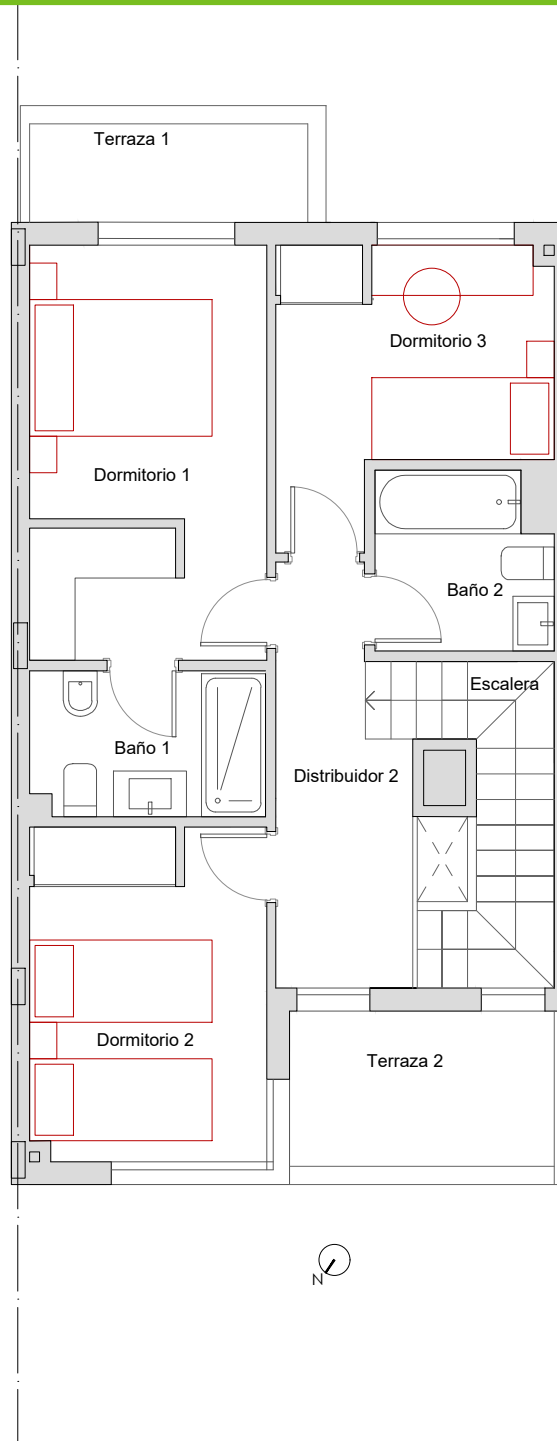 Terraza 1
Dormitorio 3
Dormitorio 1
Baño 2
Escalera
Baño 1
Distribuidor 2
Dormitorio 2
Terraza 2
N